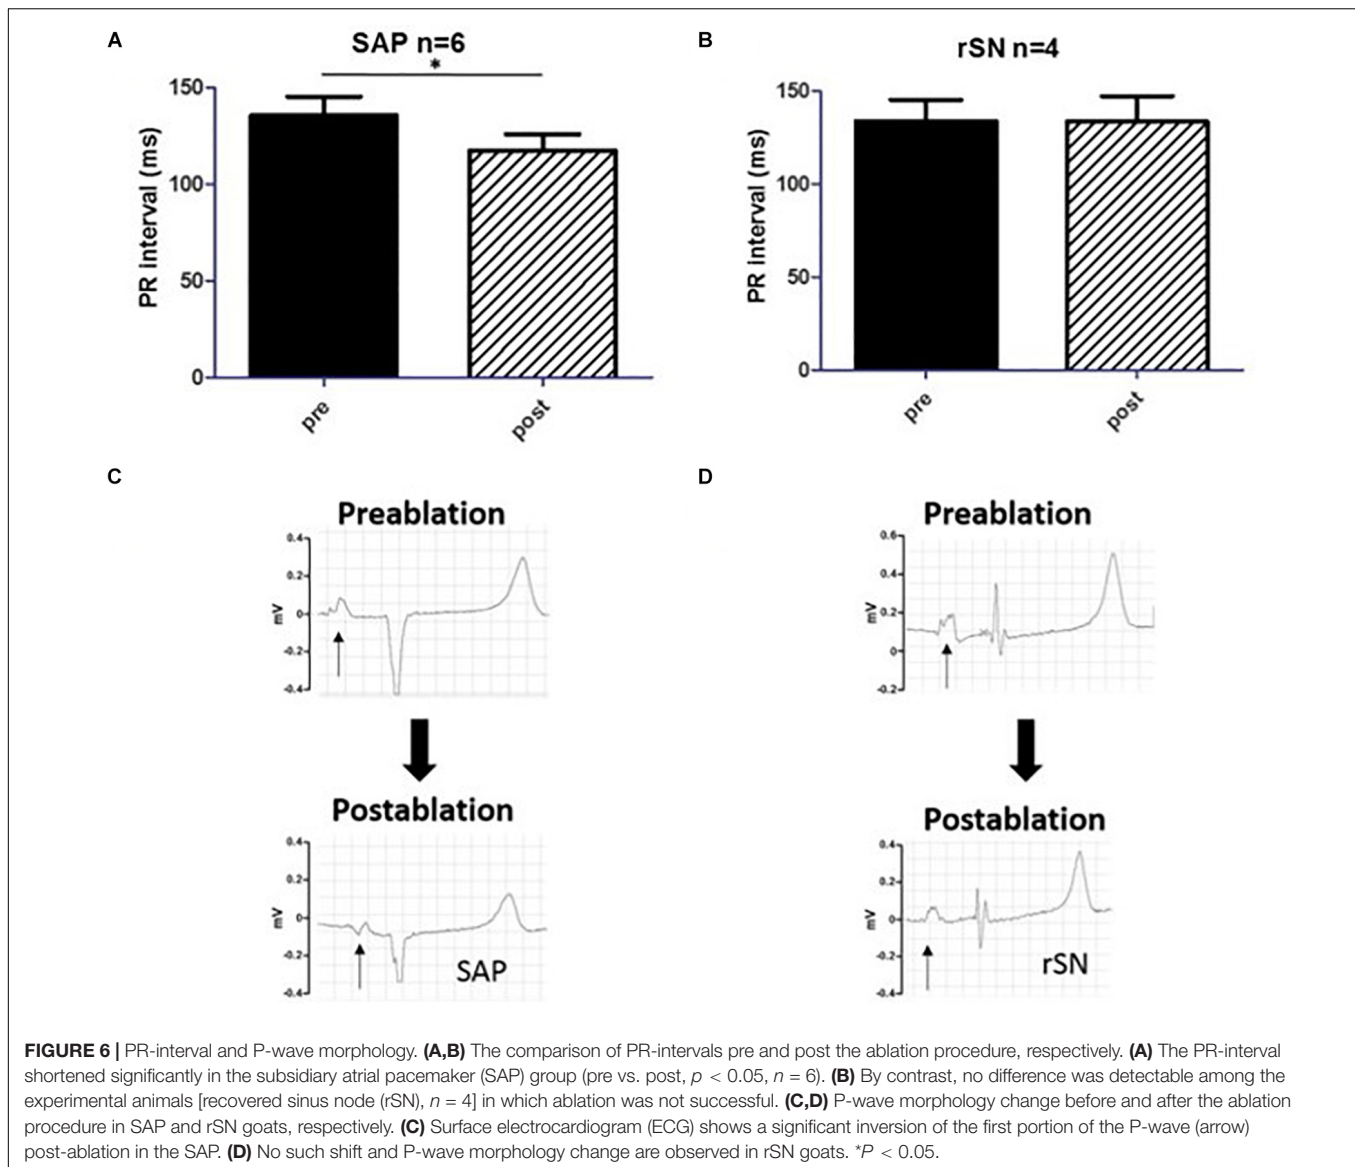 A
SAP n=6
*
PR interval (ms)
150
100
50
0
pre
post
B
rSN n=4
PR interval (ms)
150
100
50
0
pre
post
C
Preablation
mV
0.4
0.2
0
-0.2
-0.4
Postablation
mV
0.4
0.2
0
-0.2
-0.4
SAP
D
Preablation
mV
0.6
0.4
0.2
0
-0.2
Postablation
mV
0.4
0.2
0
-0.2
-0.4
rSN
FIGURE 6 | PR-interval and P-wave morphology. (A,B) The comparison of PR-intervals pre and post the ablation procedure, respectively. (A) The PR-interval
shortened significantly in the subsidiary atrial pacemaker (SAP) group (pre vs. post, p < 0.05, n = 6). (B) By contrast, no difference was detectable among the
experimental animals [recovered sinus node (rSN), n = 4] in which ablation was not successful. (C,D) P-wave morphology change before and after the ablation
procedure in SAP and rSN goats, respectively. (C) Surface electrocardiogram (ECG) shows a significant inversion of the first portion of the P-wave (arrow)
post-ablation in the SAP. (D) No such shift and P-wave morphology change are observed in rSN goats. *P < 0.05.